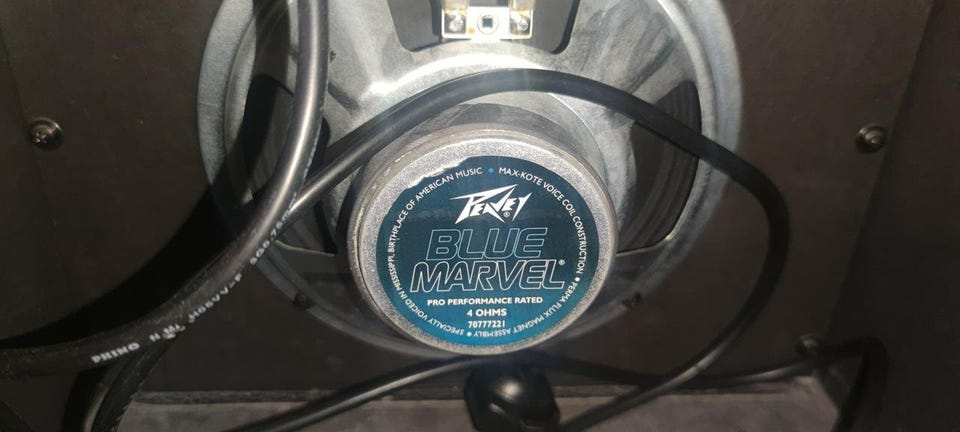 PEAVEY®
BLUE
MARVEL®
PRO PERFORMANCE RATED
4 OHMS
70777221
SPECIALLY VOICED IN MISSISSIPPI, BIRTHPLACE OF AMERICAN MUSIC • MAX-KOTE VOICE COIL CONSTRUCTION • PERMA FLUX MAGNET ASSEMBLY •